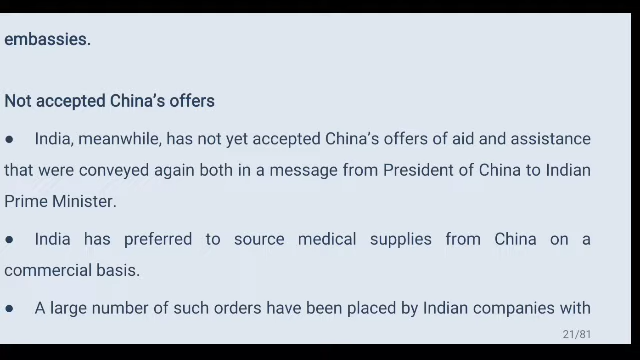 embassies.
Not accepted China's offers
● India, meanwhile, has not yet accepted China's offers of aid and assistance
that were conveyed again both in a message from President of China to Indian
Prime Minister.
● India has preferred to source medical supplies from China on a
commercial basis.
● A large number of such orders have been placed by Indian companies with
21/81